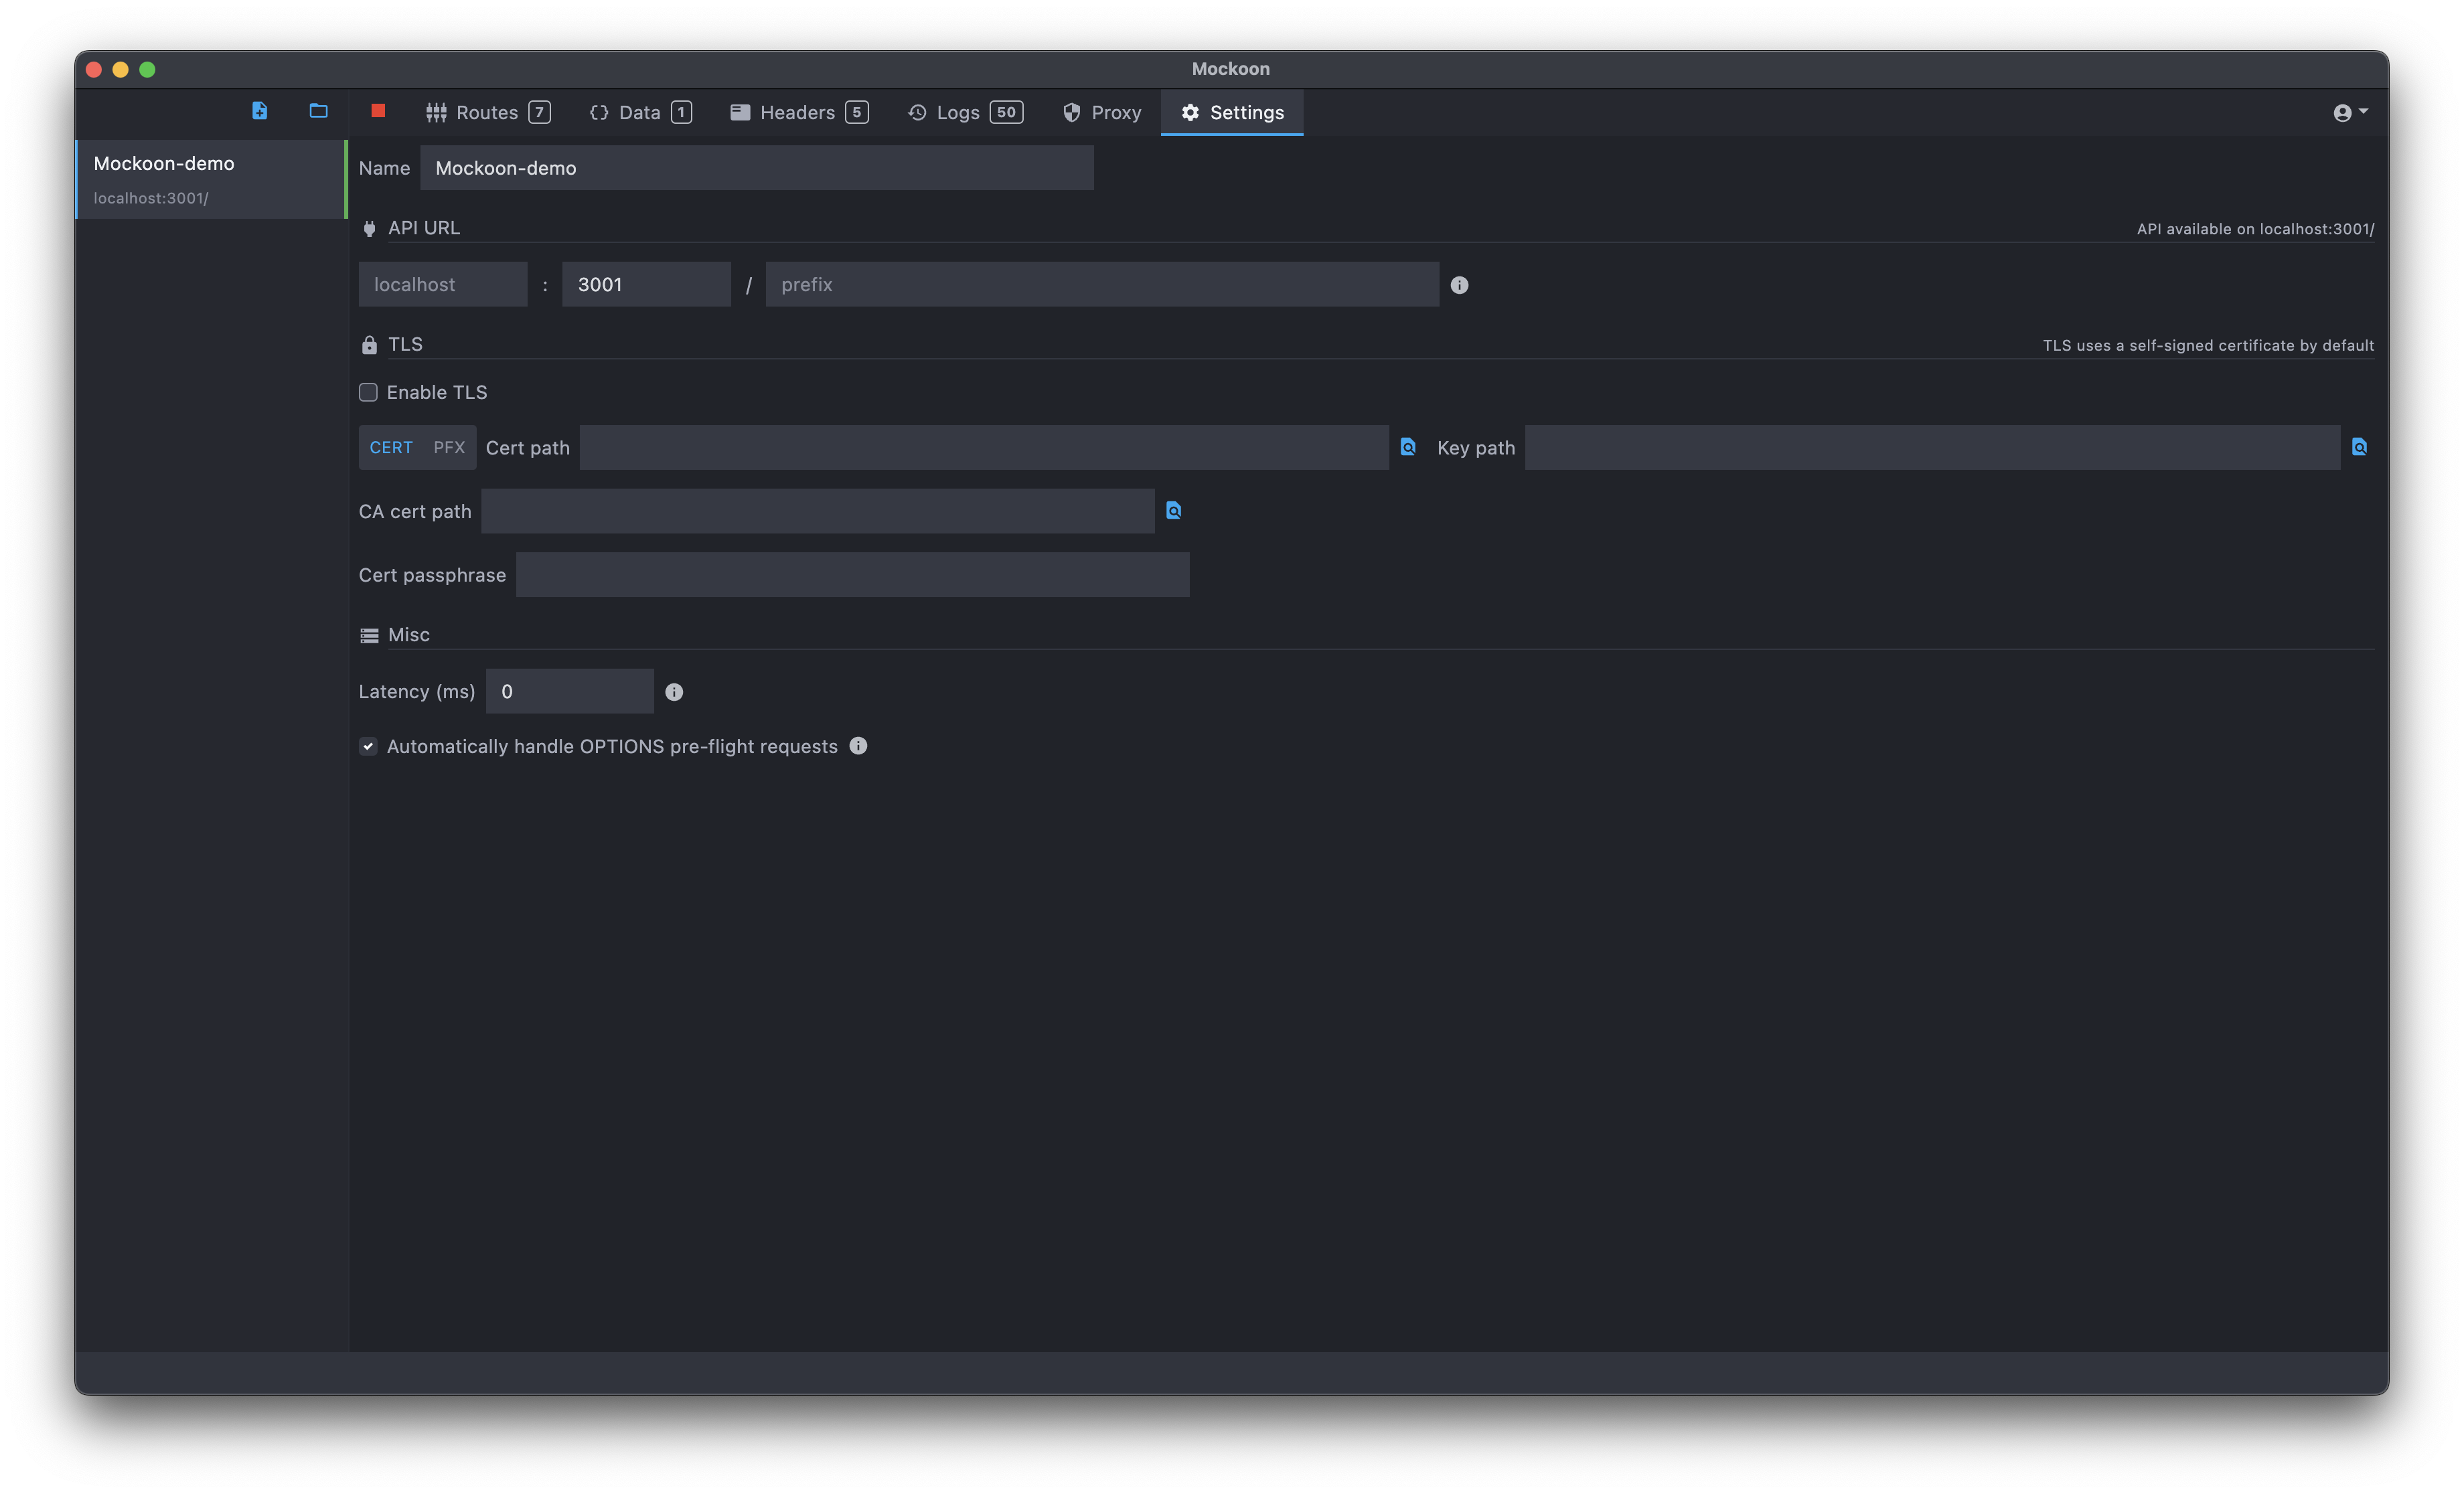 Mockoon
Routes 7 Data 1 Headers 5 Logs 50 Proxy Settings
Mockoon-demo
localhost:3001/
Name Mockoon-demo
API URL API available on localhost:3001/
localhost : 3001 / prefix
TLS TLS uses a self-signed certificate by default
Enable TLS
CERT PFX Cert path Key path
CA cert path
Cert passphrase
Misc
Latency (ms) 0
Automatically handle OPTIONS pre-flight requests